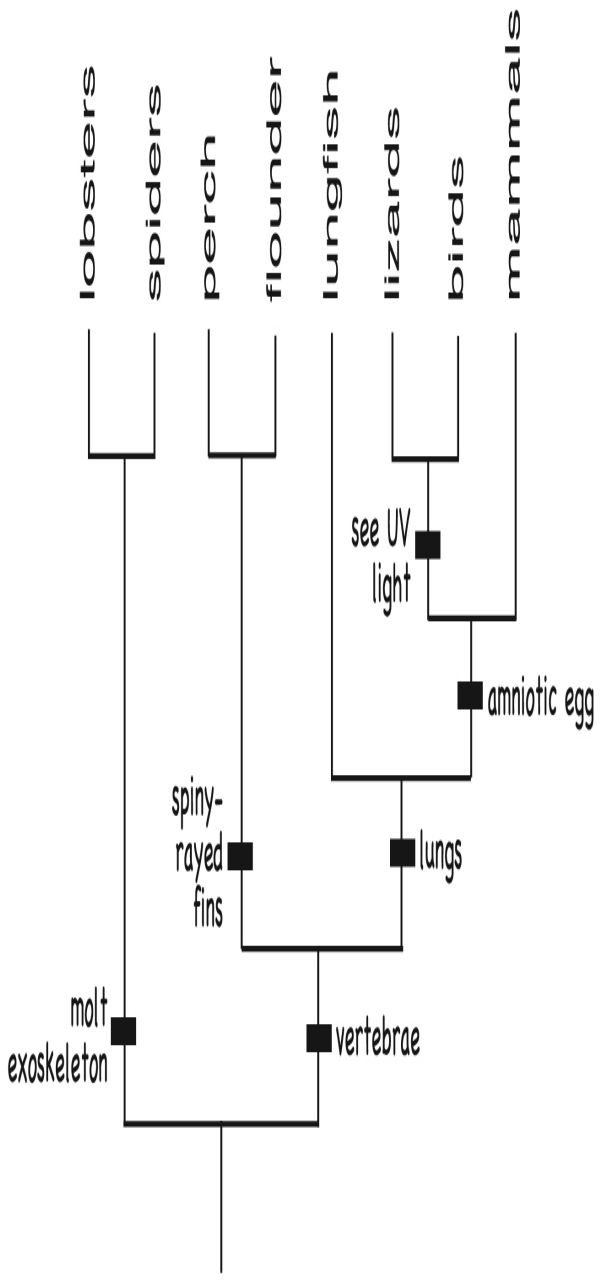 lobsters
spiders
perch
flounder
lungfish
lizards
birds
mammals
see UV
light
amniotic egg
spiny-
rayed
fins
lungs
molt
exoskeleton
vertebrae